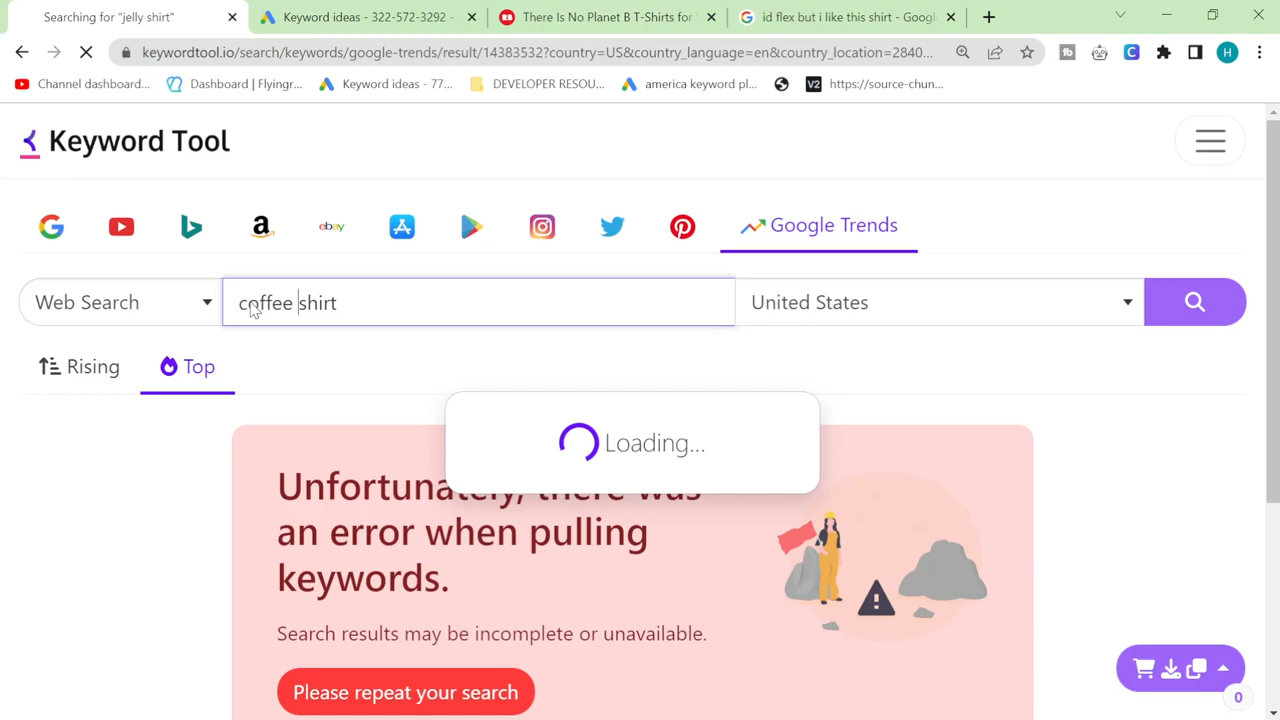 Searching for "jelly shirt"
Keyword ideas - 322-572-3292 -
There Is No Planet B T-Shirts for
id flex but i like this shirt - Googl
keywordtool.io/search/keywords/google-trends/result/14383532?country=US&country_language=en&country_location=2840...
Channel dashboard...
Dashboard | Flyingr...
Keyword ideas - 77...
DEVELOPER RESOU...
america keyword pl...
https://source-chun...
Keyword Tool
ebay
Google Trends
Web Search
coffee shirt
United States
Rising
Top
Loading...
Unfortunately, there was
an error when pulling
keywords.
Search results may be incomplete or unavailable.
Please repeat your search
0